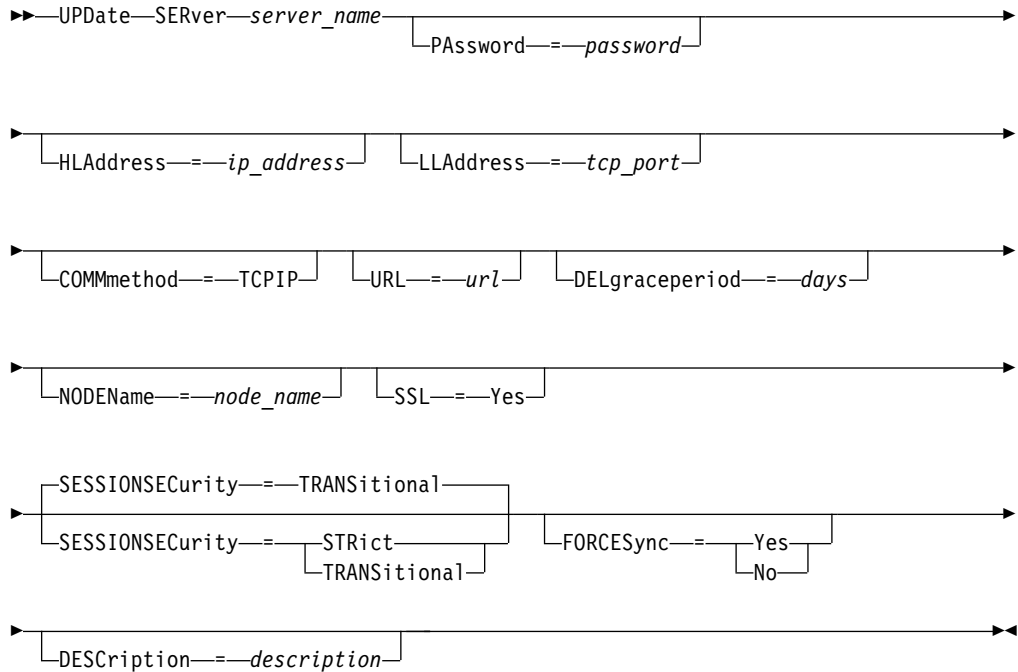 UPDate SERver server_name
PAssword = password
HLAddress = ip_address LLAddress = tcp_port
COMMmethod = TCPIP URL = url DELgraceperiod = days
NODEName = node_name SSL = Yes
SESSIONSECurity = TRANSitional
SESSIONSECurity = STRict FORCESync = Yes
TRANSitional No
DESCription = description